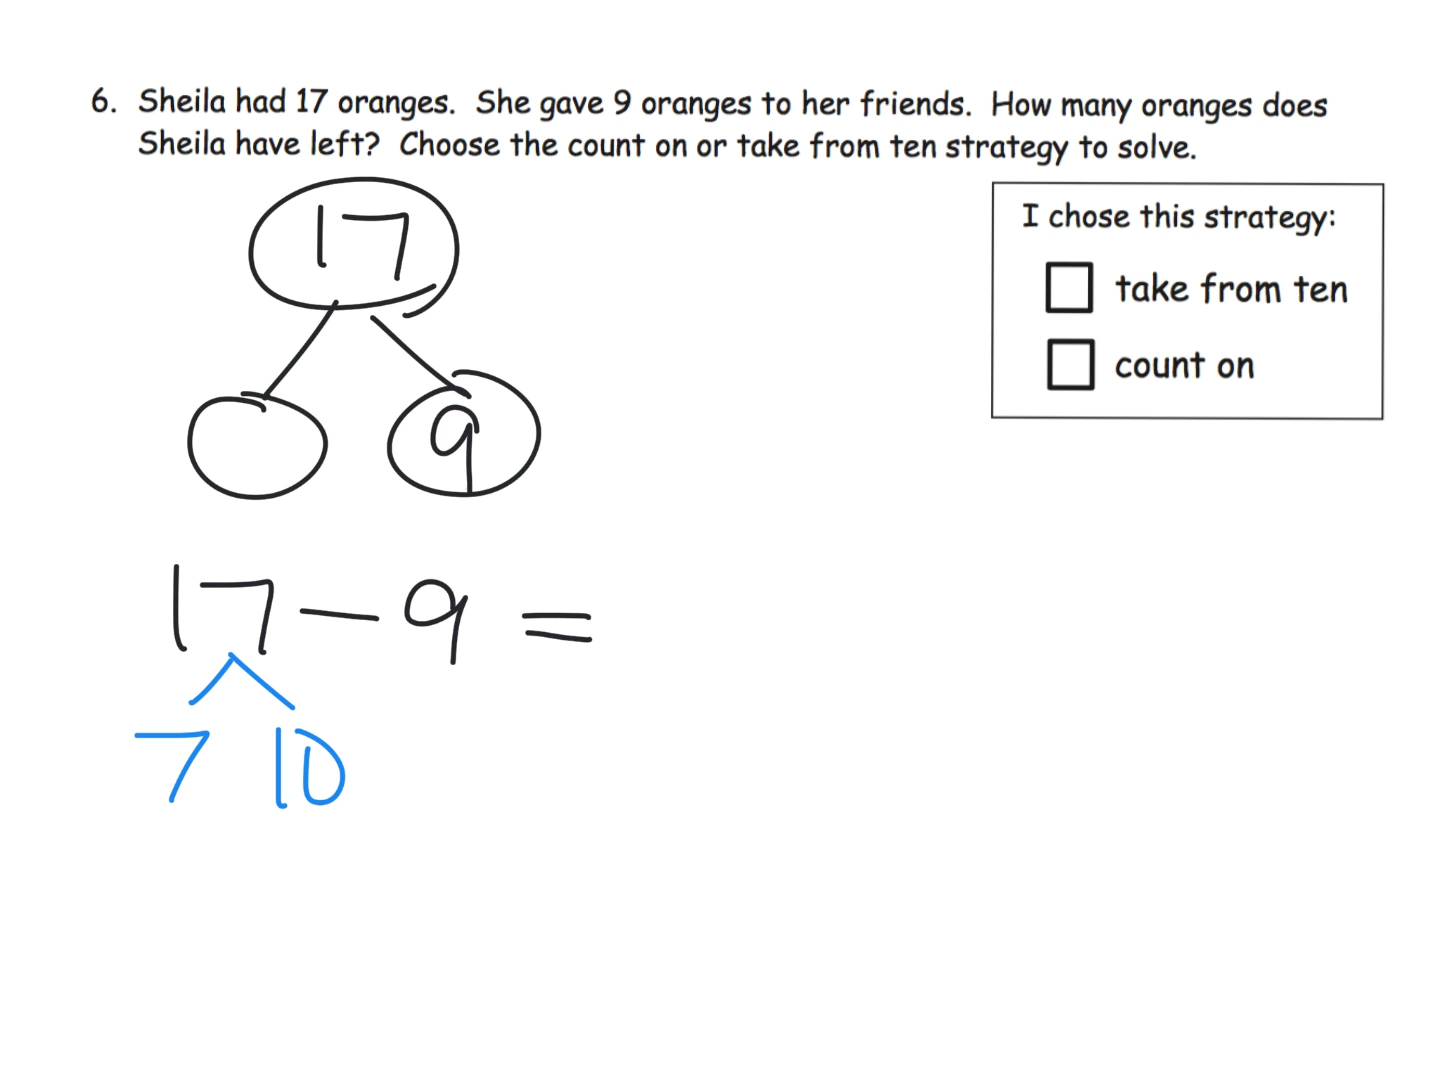 6. Sheila had 17 oranges. She gave 9 oranges to her friends. How many oranges does
Sheila have left? Choose the count on or take from ten strategy to solve.
I chose this strategy:
take from ten
count on
17
9
17 - 9 =
7 10